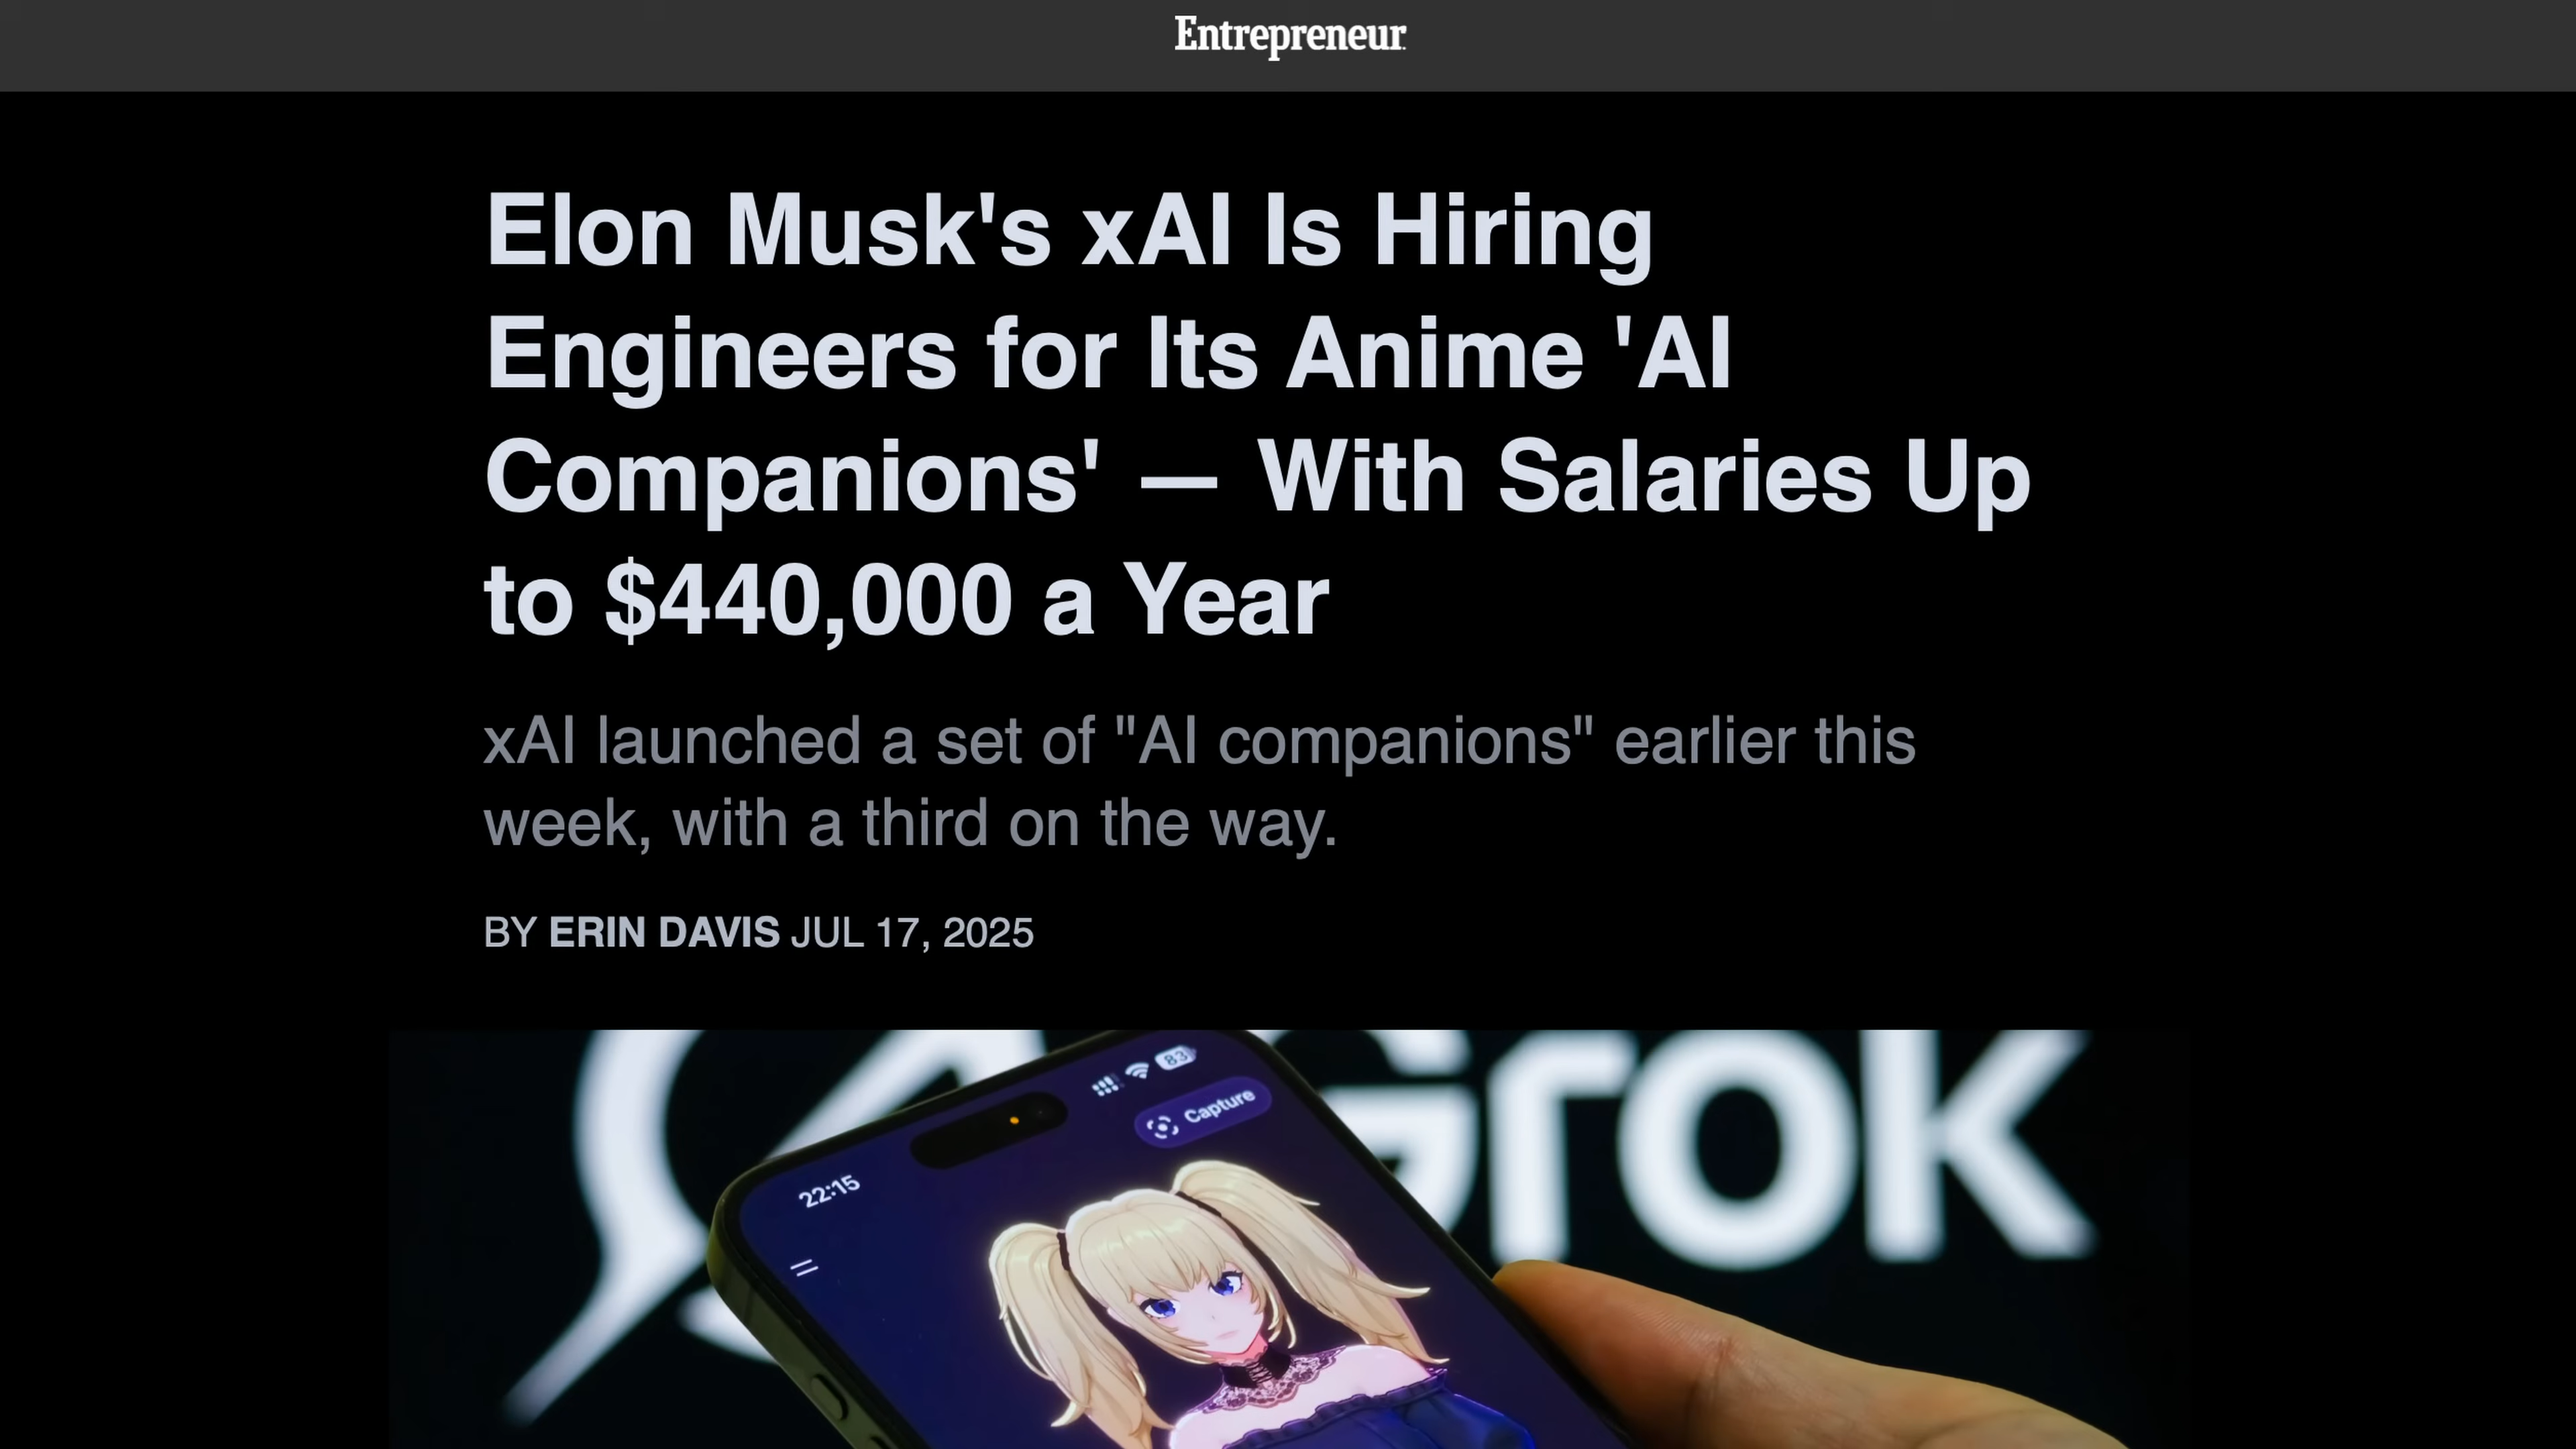 Entrepreneur
Elon Musk's xAI Is Hiring
Engineers for Its Anime 'AI
Companions' — With Salaries Up
to $440,000 a Year
xAI launched a set of "AI companions" earlier this
week, with a third on the way.
BY ERIN DAVIS JUL 17, 2025
Grok
83
Capture
22:15